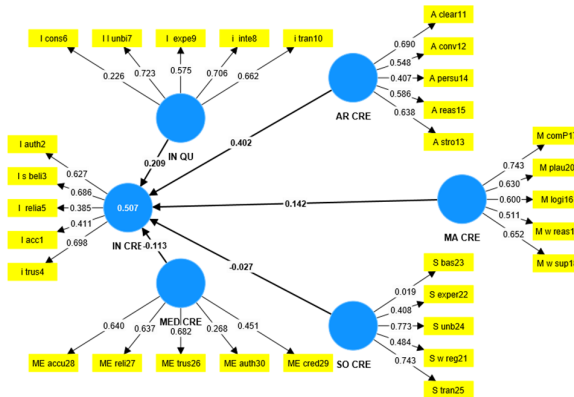 I cons6
I I unbi7
I expe9
i inte8
i tran10
0.226
0.723
0.575
0.706
0.662
IN QU
A clear11
A conv12
A persu14
A reas15
A stro13
0.690
0.548
0.407
0.586
0.638
AR CRE
0.209
0.402
I auth2
I s beli3
I relia5
I acc1
i trus4
0.627
0.686
0.385
0.411
0.698
0.507
IN CRE
0.142
M comP17
M plau20
M logi16
M w reas1
M w sup1
0.743
0.630
0.600
0.511
0.652
MA CRE
-0.113
-0.027
MED CRE
0.640
0.637
0.682
0.268
0.451
ME accu28
ME reli27
ME trus26
ME auth30
ME cred29
S bas23
S exper22
S unb24
S w reg21
S tran25
0.019
0.408
0.773
0.484
0.743
SO CRE